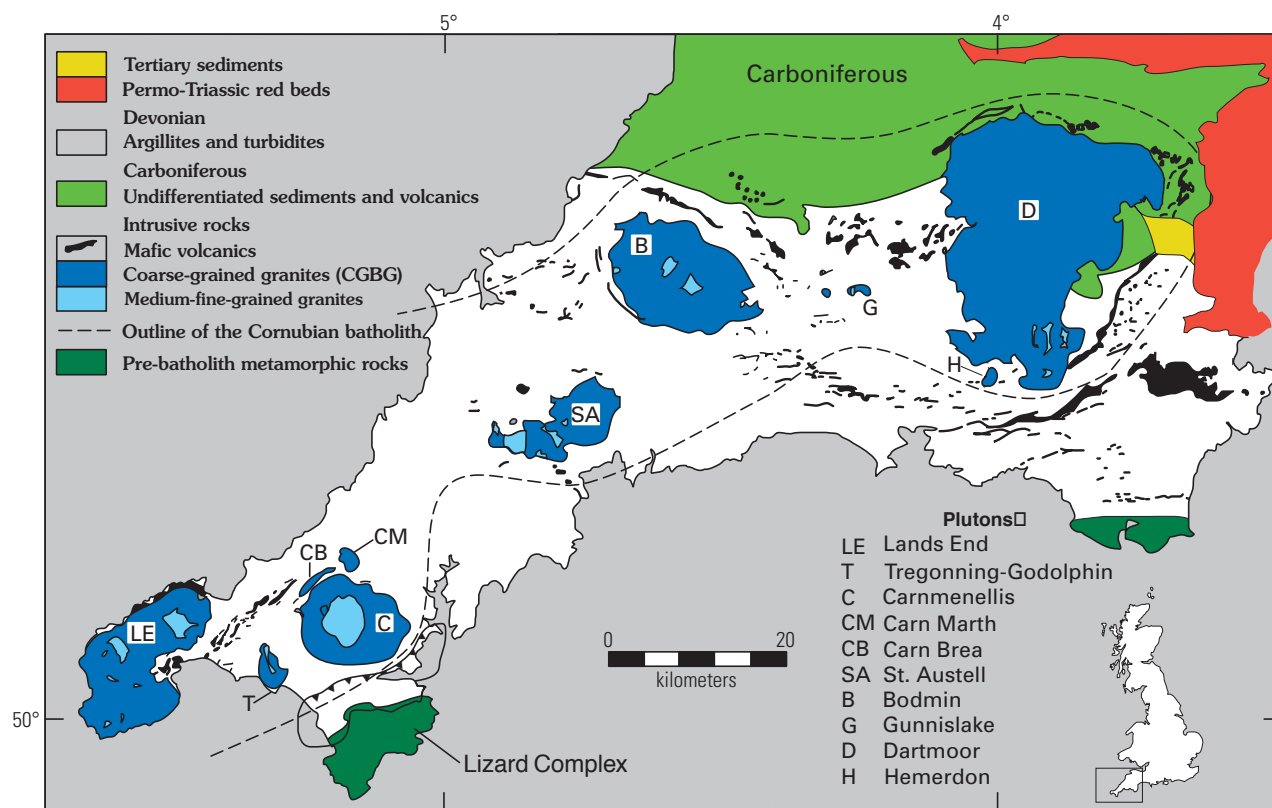 5°
4°
Tertiary sediments
Permo-Triassic red beds
Devonian
Argillites and turbidites
Carboniferous
Undifferentiated sediments and volcanics
Intrusive rocks
Mafic volcanics
Coarse-grained granites (CGBG)
Medium-fine-grained granites
Outline of the Cornubian batholith
Pre-batholith metamorphic rocks
Carboniferous
D
B
G
H
SA
CM
CB
C
LE
T
50°
Lizard Complex
0
20
kilometers
Plutons□
LE Lands End
T Tregonning-Godolphin
C Carnmenellis
CM Carn Marth
CB Carn Brea
SA St. Austell
B Bodmin
G Gunnislake
D Dartmoor
H Hemerdon